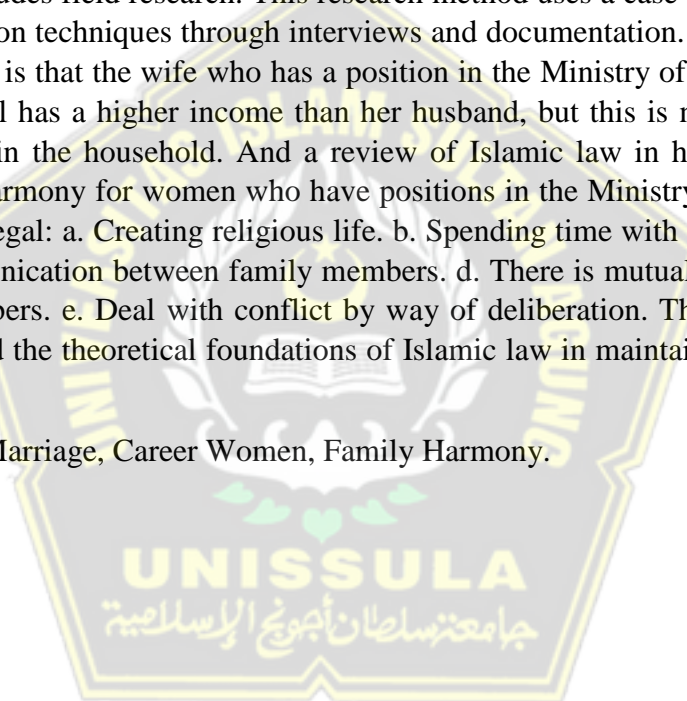 udes field research. This research method uses a case
on techniques through interviews and documentation.
is that the wife who has a position in the Ministry of
l has a higher income than her husband, but this is
in the household. And a review of Islamic law in
armony for women who have positions in the Ministry
egal: a. Creating religious life. b. Spending time with
nication between family members. d. There is mutual
bers. e. Deal with conflict by way of deliberation.
d the theoretical foundations of Islamic law in
Marriage, Career Women, Family Harmony.
UNIVERSITAS ISLAM SULTAN AGUNG
UNISSULA
جامعة سلطان أجونج الإسلامية